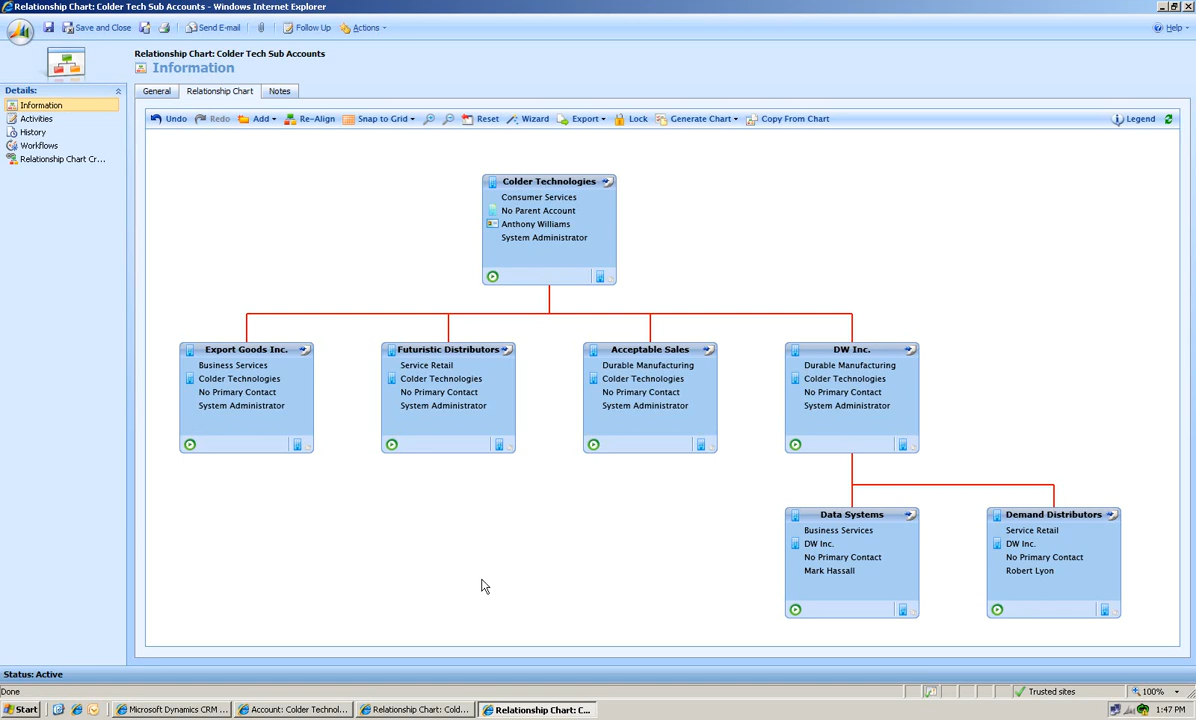 Relationship Chart: Colder Tech Sub Accounts - Windows Internet Explorer
Save and Close Send E-mail Follow Up Actions Help
Relationship Chart: Colder Tech Sub Accounts
Information
Details:
Information
Activities
History
Workflows
Relationship Chart Cr...
General Relationship Chart Notes
Undo Redo Add Re-Align Snap to Grid Reset Wizard Export Lock Generate Chart Copy From Chart Legend
Colder Technologies
Consumer Services
No Parent Account
Anthony Williams
System Administrator
Export Goods Inc.
Business Services
Colder Technologies
No Primary Contact
System Administrator
Futuristic Distributors
Service Retail
Colder Technologies
No Primary Contact
System Administrator
Acceptable Sales
Durable Manufacturing
Colder Technologies
No Primary Contact
System Administrator
DW Inc.
Durable Manufacturing
Colder Technologies
No Primary Contact
System Administrator
Data Systems
Business Services
DW Inc.
No Primary Contact
Mark Hassall
Demand Distributors
Service Retail
DW Inc.
No Primary Contact
Robert Lyon
Status: Active
Done Trusted sites 100%
Start Microsoft Dynamics CRM ... Account: Colder Technol... Relationship Chart: Cold... Relationship Chart: C... 1:47 PM